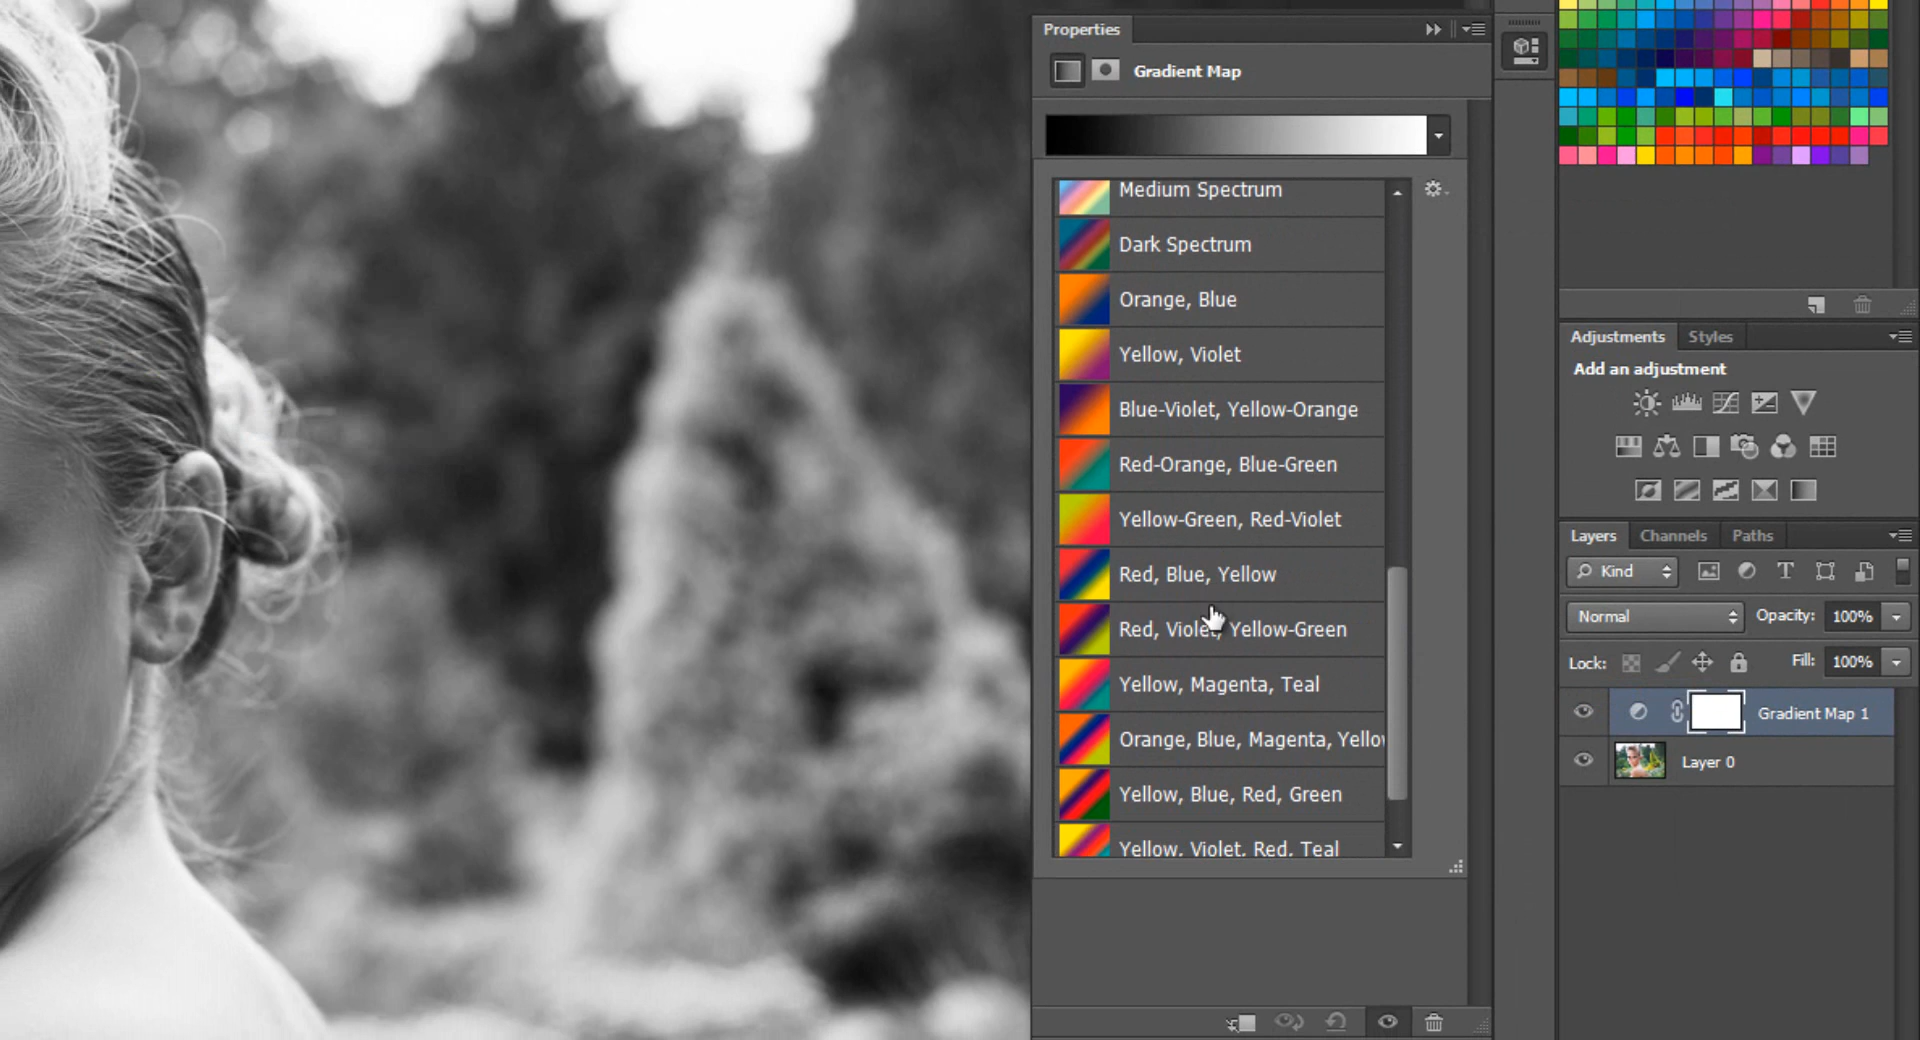 Properties
Gradient Map
Medium Spectrum
Dark Spectrum
Orange, Blue
Yellow, Violet
Blue-Violet, Yellow-Orange
Red-Orange, Blue-Green
Yellow-Green, Red-Violet
Red, Blue, Yellow
Red, Violet, Yellow-Green
Yellow, Magenta, Teal
Orange, Blue, Magenta, Yellow
Yellow, Blue, Red, Green
Yellow, Violet, Red, Teal
Adjustments Styles
Add an adjustment
Layers Channels Paths
Kind
Normal Opacity: 100%
Lock: Fill: 100%
Gradient Map 1
Layer 0